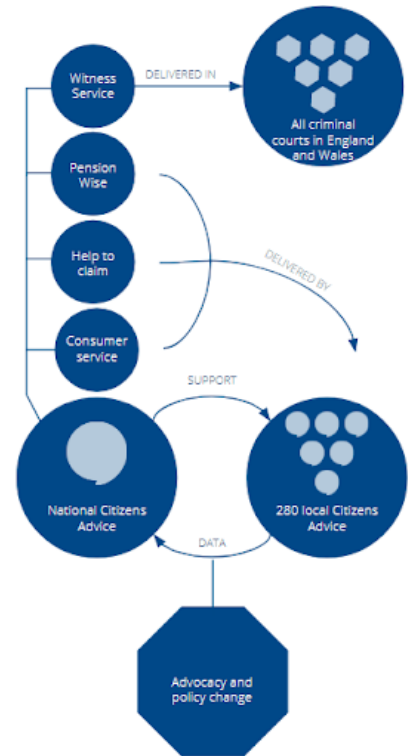 Witness
Service
DELIVERED IN
All criminal
courts in England
and Wales
Pension
Wise
Help to
claim
DELIVERED BY
Consumer
service
SUPPORT
National Citizens
Advice
280 local Citizens
Advice
DATA
Advocacy and
policy change